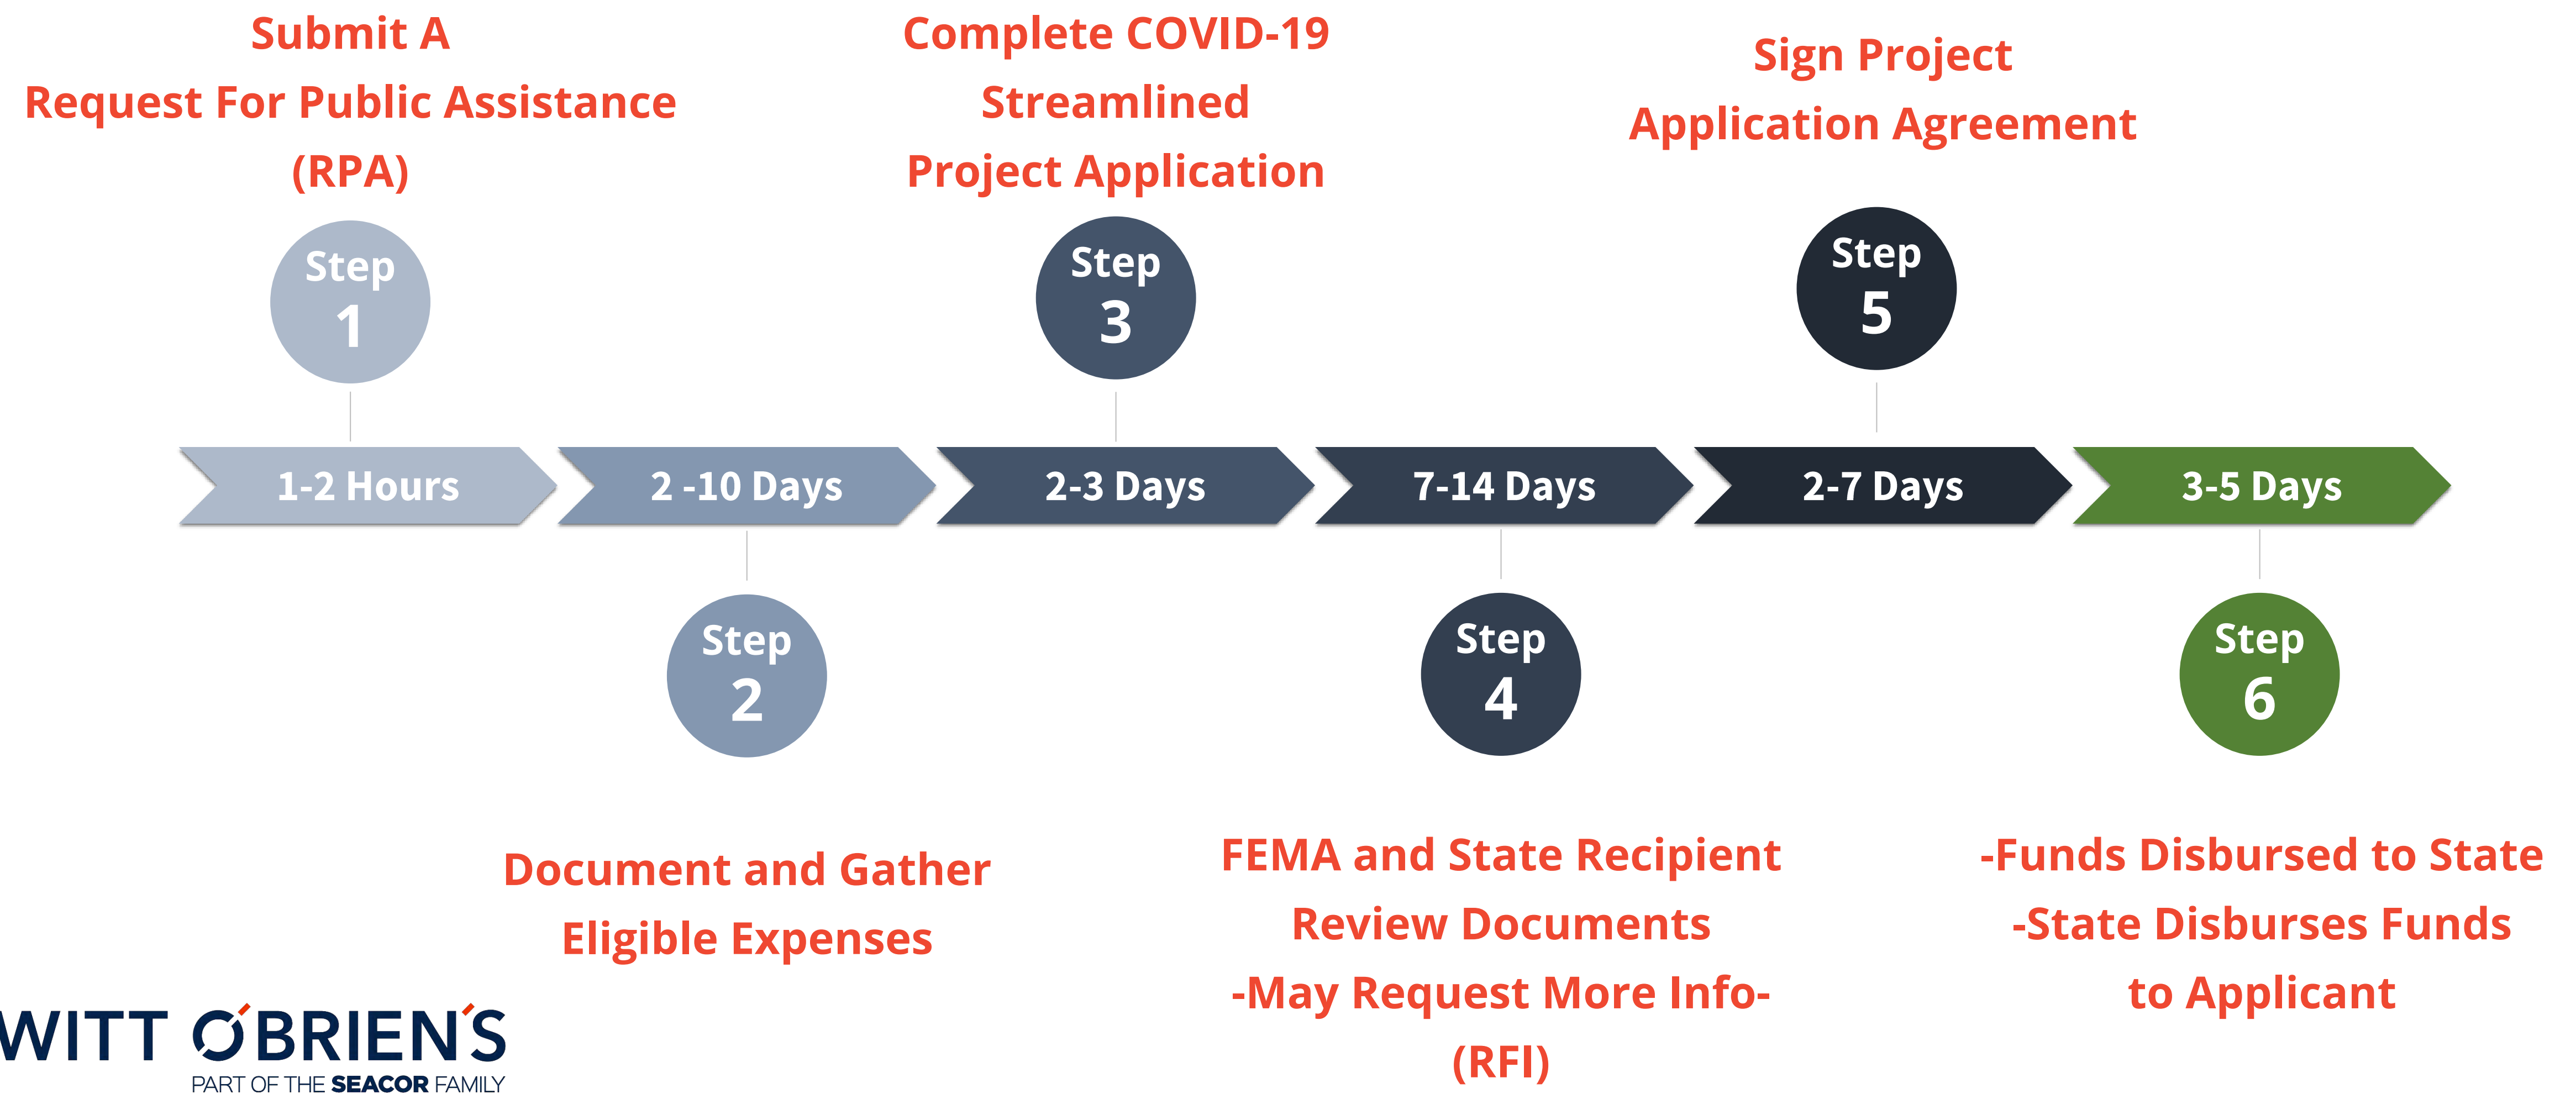 Submit A
Request For Public Assistance
(RPA)
Complete COVID-19
Streamlined
Project Application
Sign Project
Application Agreement
Step
1
Step
3
Step
5
1-2 Hours
2 -10 Days
2-3 Days
7-14 Days
2-7 Days
3-5 Days
Step
2
Step
4
Step
6
Document and Gather
Eligible Expenses
FEMA and State Recipient
Review Documents
-May Request More Info-
(RFI)
-Funds Disbursed to State
-State Disburses Funds
to Applicant
WITT O'BRIEN'S
PART OF THE SEACOR FAMILY